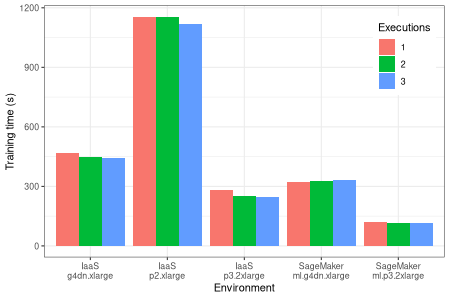 1200
900
600
300
0
Training time (s)
Executions
1
2
3
IaaS
g4dn.xlarge
IaaS
p2.xlarge
IaaS
p3.2xlarge
SageMaker
ml.g4dn.xlarge
SageMaker
ml.p3.2xlarge
Environment